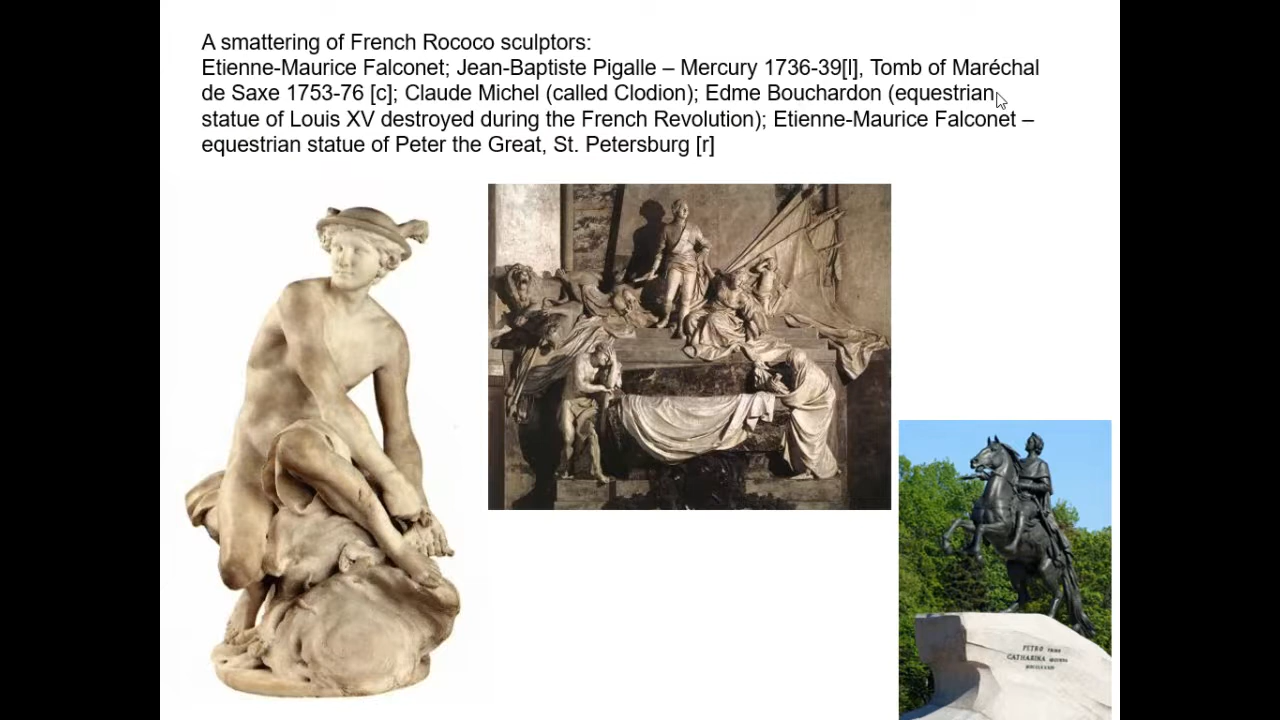 A smattering of French Rococo sculptors:
Etienne-Maurice Falconet; Jean-Baptiste Pigalle – Mercury 1736-39[l], Tomb of Maréchal
de Saxe 1753-76 [c]; Claude Michel (called Clodion); Edme Bouchardon (equestrian
statue of Louis XV destroyed during the French Revolution); Etienne-Maurice Falconet –
equestrian statue of Peter the Great, St. Petersburg [r]
CATHARINA